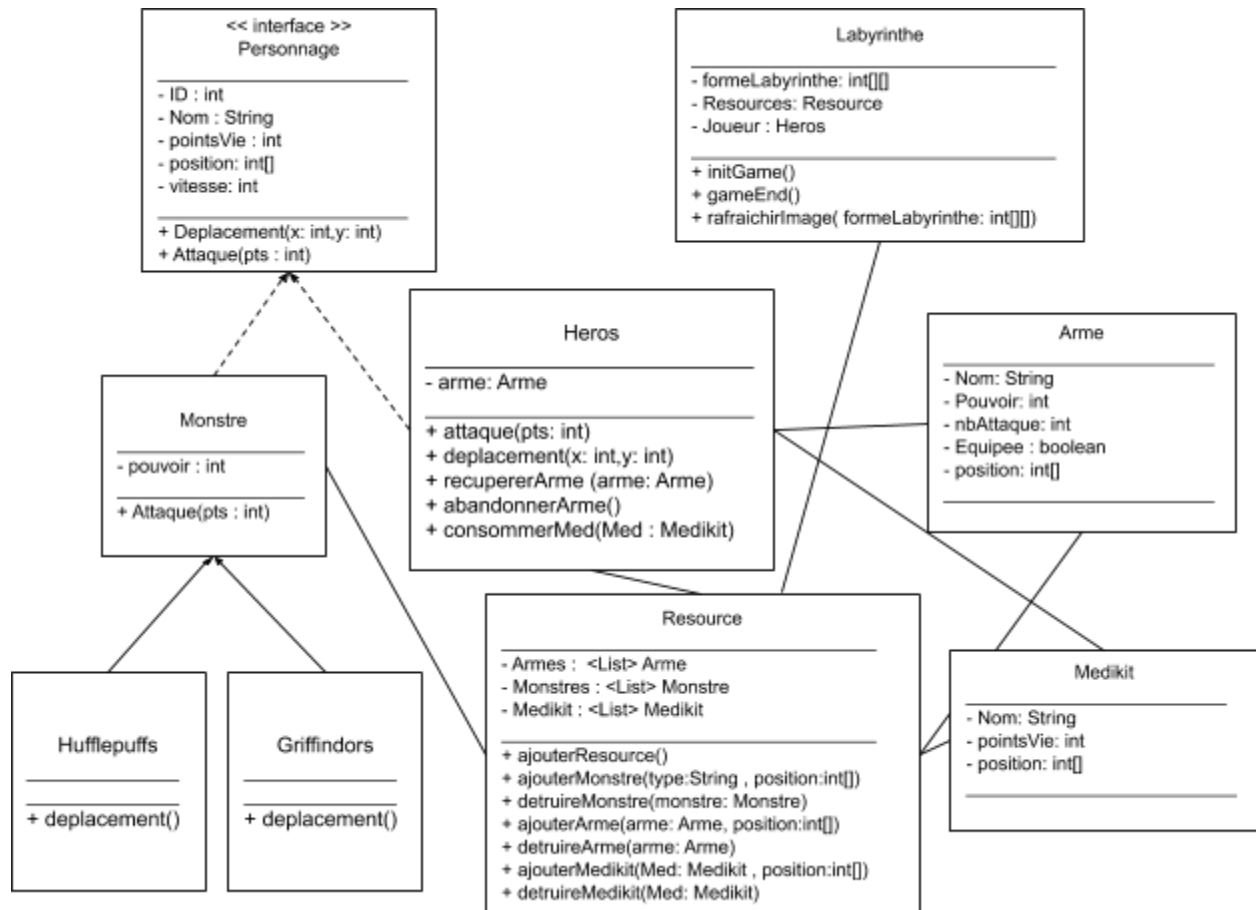 << interface >>
Personnage
- ID : int
- Nom : String
- pointsVie : int
- position: int[]
- vitesse: int
+ Deplacement(x: int,y: int)
+ Attaque(pts : int)
Labyrinthe
- formeLabyrinthe: int[][]
- Resources: Resource
- Joueur : Heros
+ initGame()
+ gameEnd()
+ rafraichirImage( formeLabyrinthe: int[][])
Heros
- arme: Arme
+ attaque(pts: int)
+ deplacement(x: int,y: int)
+ recupererArme (arme: Arme)
+ abandonnerArme()
+ consommerMed(Med : Medikit)
Arme
- Nom: String
- Pouvoir: int
- nbAttaque: int
- Equipee : boolean
- position: int[]
Monstre
- pouvoir : int
+ Attaque(pts : int)
Hufflepuffs
+ deplacement()
Griffindors
+ deplacement()
Resource
- Armes : <List> Arme
- Monstres : <List> Monstre
- Medikit : <List> Medikit
+ ajouterResource()
+ ajouterMonstre(type:String , position:int[])
+ detruireMonstre(monstre: Monstre)
+ ajouterArme(arme: Arme, position:int[])
+ detruireArme(arme: Arme)
+ ajouterMedikit(Med: Medikit , position:int[])
+ detruireMedikit(Med: Medikit)
Medikit
- Nom: String
- pointsVie: int
- position: int[]